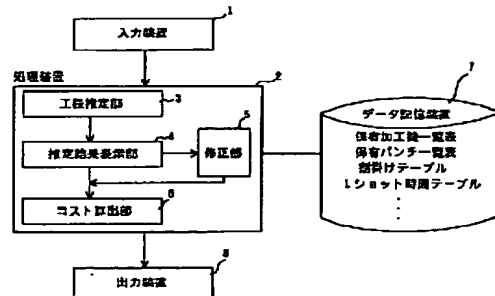 1
入力装置
処理装置
2
工程推定部
3
4
推定結果表示部
5
修正部
6
コスト算出部
7
データ記憶装置
保有加工機一覧表
保有パンチ一覧表
割掛けテーブル
1ショット時間テーブル
出力装置
8